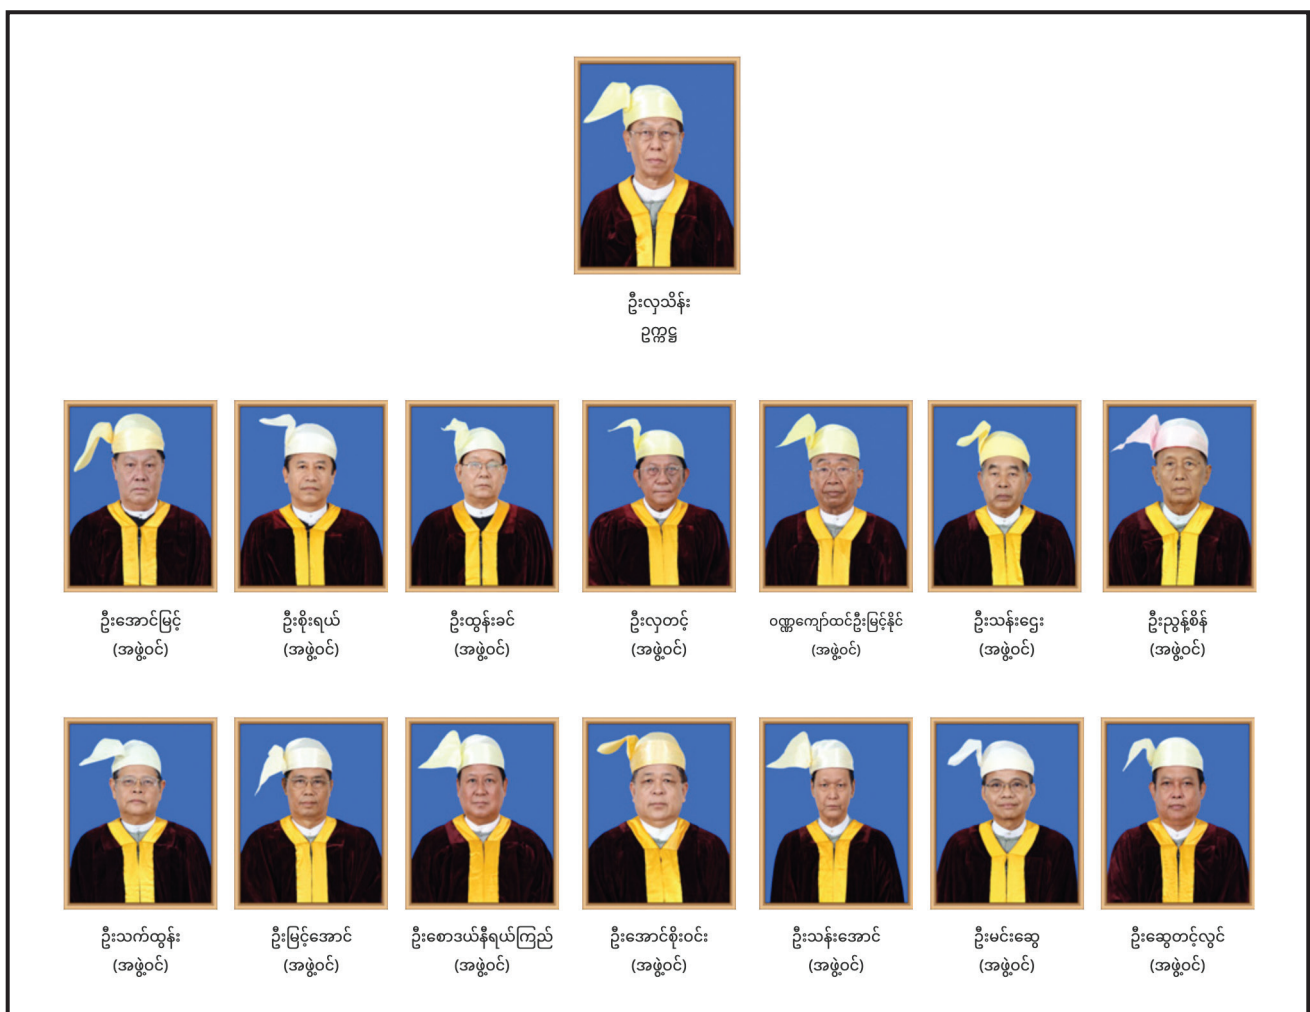 ဦးလှသိန်း
ဥက္ကဋ္ဌ
ဦးအောင်မြင့် ဦးစိုးရယ် ဦးထွန်းခင် ဦးလှတင့် ဝဏ္ဏကျော်ထင်ဦးမြင့်နိုင် ဦးသန်းဌေး ဦးညွန့်စိန်
(အဖွဲ့ဝင်) (အဖွဲ့ဝင်) (အဖွဲ့ဝင်) (အဖွဲ့ဝင်) (အဖွဲ့ဝင်) (အဖွဲ့ဝင်) (အဖွဲ့ဝင်)
ဦးသက်ထွန်း ဦးမြင့်အောင် ဦးစောဒယ်နီရယ်ကြည် ဦးအောင်စိုးဝင်း ဦးသန်းအောင် ဦးမင်းဆွေ ဦးဆွေတင့်လွင်
(အဖွဲ့ဝင်) (အဖွဲ့ဝင်) (အဖွဲ့ဝင်) (အဖွဲ့ဝင်) (အဖွဲ့ဝင်) (အဖွဲ့ဝင်) (အဖွဲ့ဝင်)